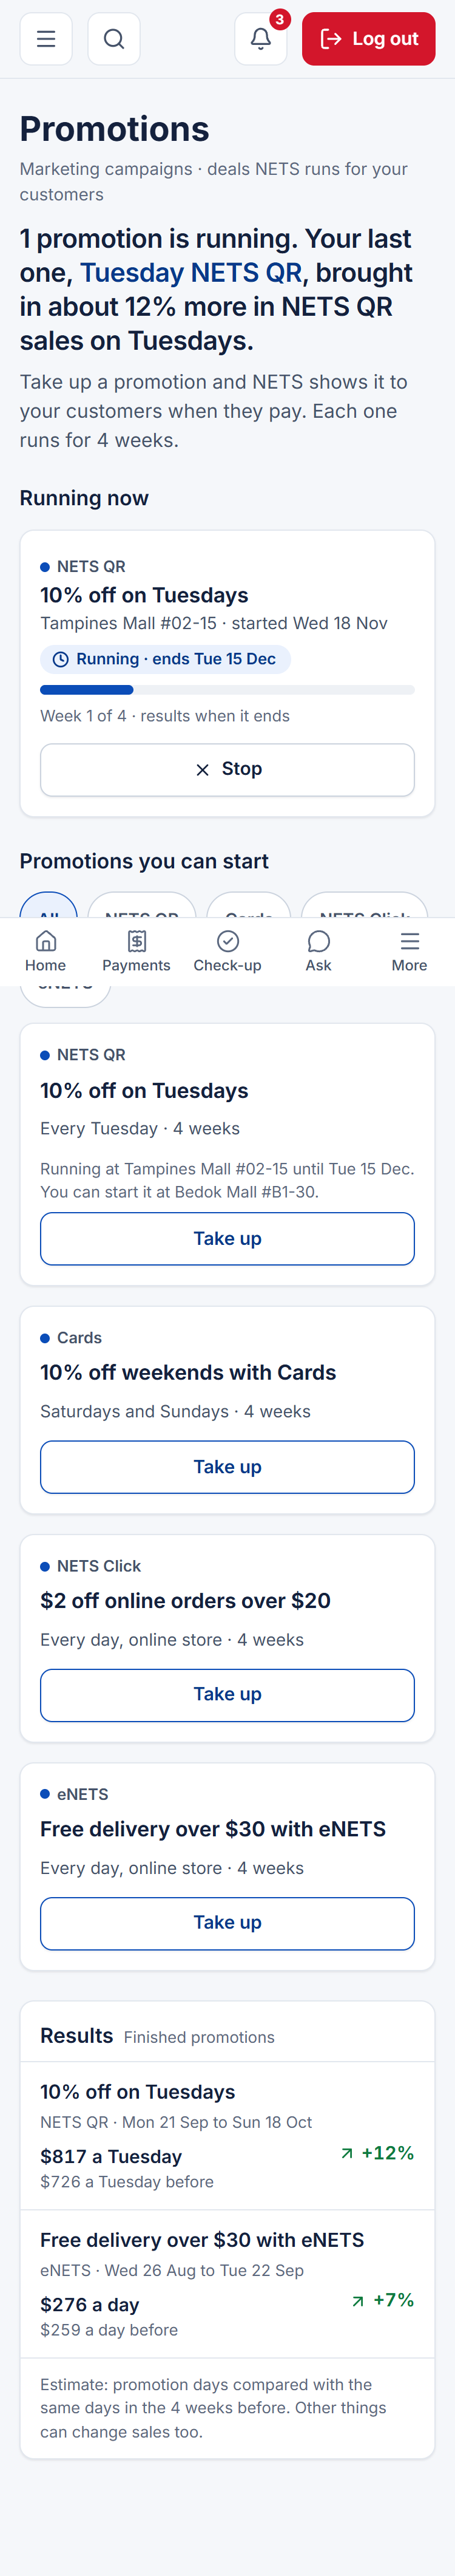 3
Log out
Promotions
Marketing campaigns · deals NETS runs for your
customers
1 promotion is running. Your last
one, Tuesday NETS QR, brought
in about 12% more in NETS QR
sales on Tuesdays.
Take up a promotion and NETS shows it to
your customers when they pay. Each one
runs for 4 weeks.
Running now
NETS QR
10% off on Tuesdays
Tampines Mall #02-15 · started Wed 18 Nov
Running · ends Tue 15 Dec
Week 1 of 4 · results when it ends
Stop
Promotions you can start
All NETS QR Cards NETS Click
Home Payments Check-up Ask More
eNETS
NETS QR
10% off on Tuesdays
Every Tuesday · 4 weeks
Running at Tampines Mall #02-15 until Tue 15 Dec.
You can start it at Bedok Mall #B1-30.
Take up
Cards
10% off weekends with Cards
Saturdays and Sundays · 4 weeks
Take up
NETS Click
$2 off online orders over $20
Every day, online store · 4 weeks
Take up
eNETS
Free delivery over $30 with eNETS
Every day, online store · 4 weeks
Take up
Results Finished promotions
10% off on Tuesdays
NETS QR · Mon 21 Sep to Sun 18 Oct
$817 a Tuesday +12%
$726 a Tuesday before
Free delivery over $30 with eNETS
eNETS · Wed 26 Aug to Tue 22 Sep
$276 a day +7%
$259 a day before
Estimate: promotion days compared with the
same days in the 4 weeks before. Other things
can change sales too.